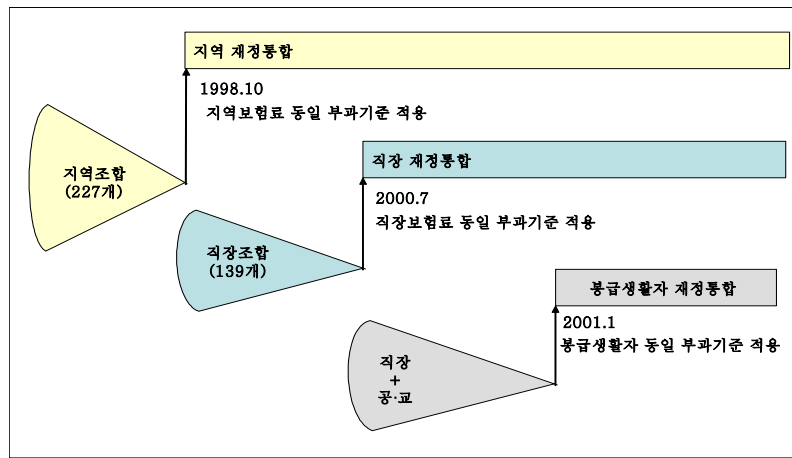 지역 재정통합
1998.10
지역보험료 동일 부과기준 적용
지역조합
(227개)
직장 재정통합
2000.7
직장보험료 동일 부과기준 적용
직장조합
(139개)
봉급생활자 재정통합
2001.1
봉급생활자 동일 부과기준 적용
직장
+
공·교